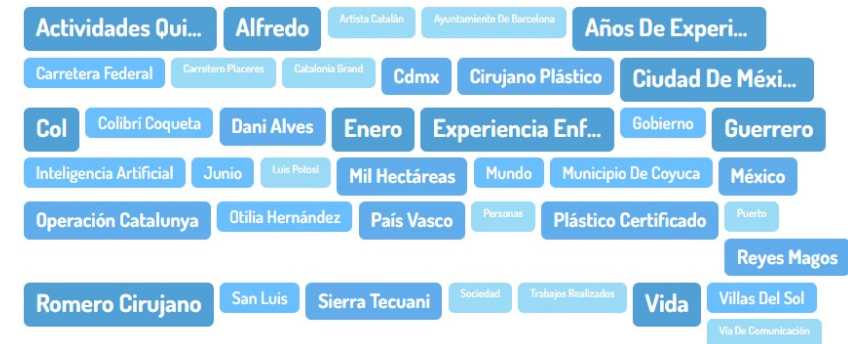 Actividades Qui... Alfredo Artista Catalán Ayuntamiento De Barcelona Años De Experi...
Carretera Federal Carretero Placeres Catalonia Grand Cdmx Cirujano Plástico Ciudad De Méxi...
Col Colibrí Coqueta Dani Alves Enero Experiencia Enf... Gobierno Guerrero
Inteligencia Artificial Junio Luis Potosí Mil Hectáreas Mundo Municipio De Coyuca México
Operación Catalunya Otilia Hernández País Vasco Personas Plástico Certificado Puerto
Reyes Magos
Romero Cirujano San Luis Sierra Tecuani Sociedad Trabajos Realizados Vida Villas Del Sol
Vía De Comunicación